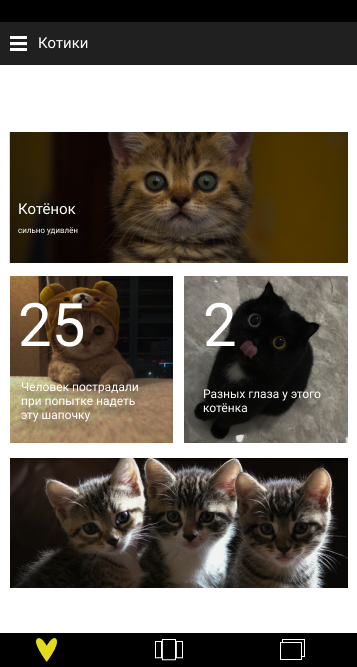 Котики
Котёнок
сильно удивлён
25
Человек пострадали
при попытке надеть
эту шапочку
2
Разных глаза у этого
котёнка